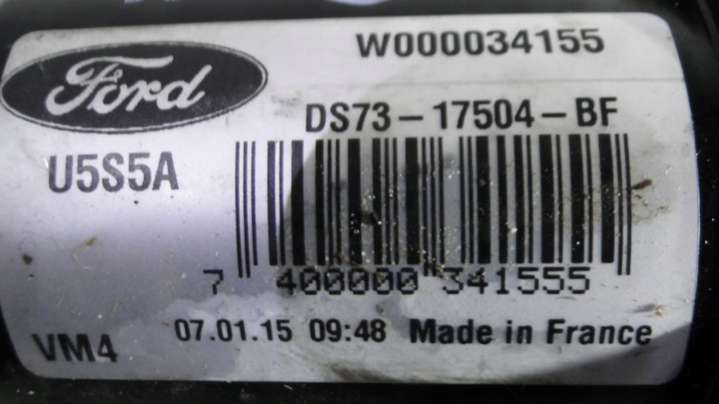 W000034155
Ford
DS73-17504-BF
U5S5A
7 400000 341555
07.01.15 09:48 Made in France
VM4